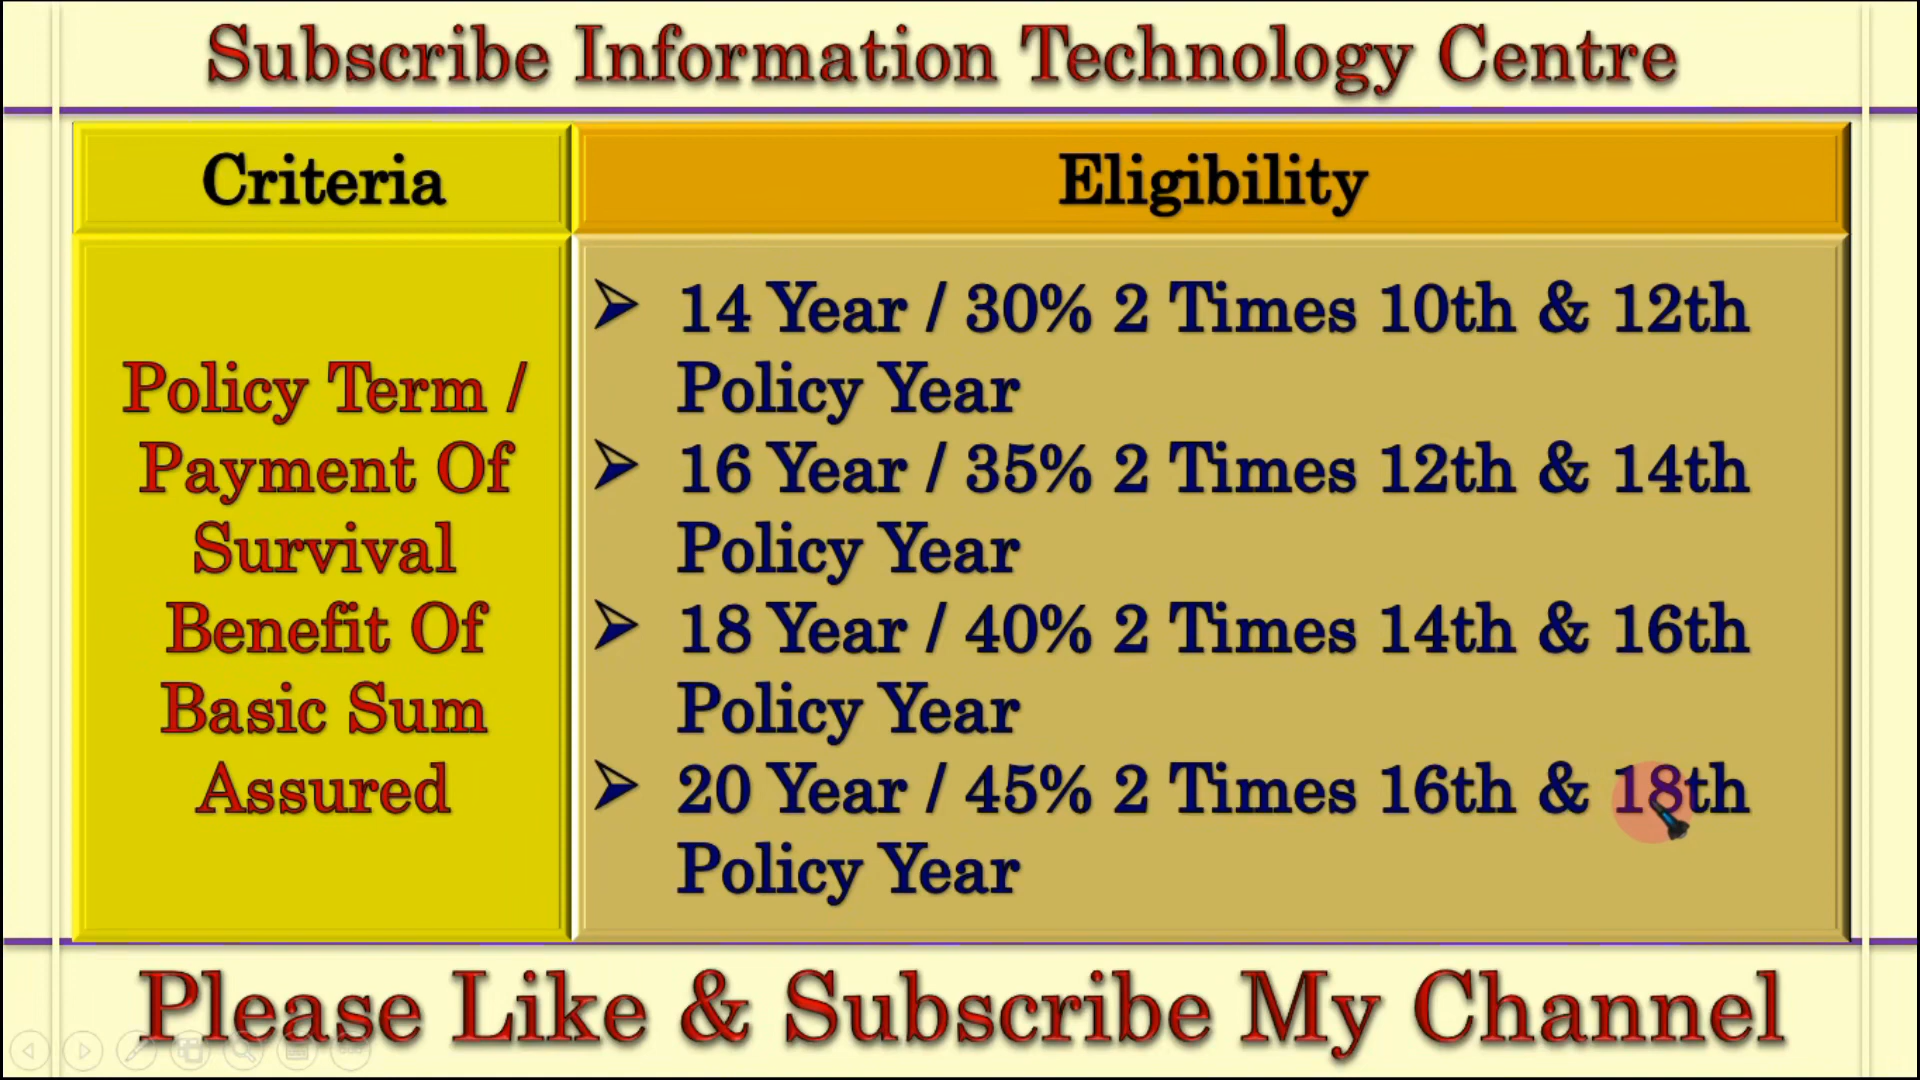 Subscribe Information Technology Centre
Criteria
Eligibility
Policy Term /
Payment Of
Survival
Benefit Of
Basic Sum
Assured
➢ 14 Year / 30% 2 Times 10th & 12th
Policy Year
➢ 16 Year / 35% 2 Times 12th & 14th
Policy Year
➢ 18 Year / 40% 2 Times 14th & 16th
Policy Year
➢ 20 Year / 45% 2 Times 16th & 18th
Policy Year
Please Like & Subscribe My Channel